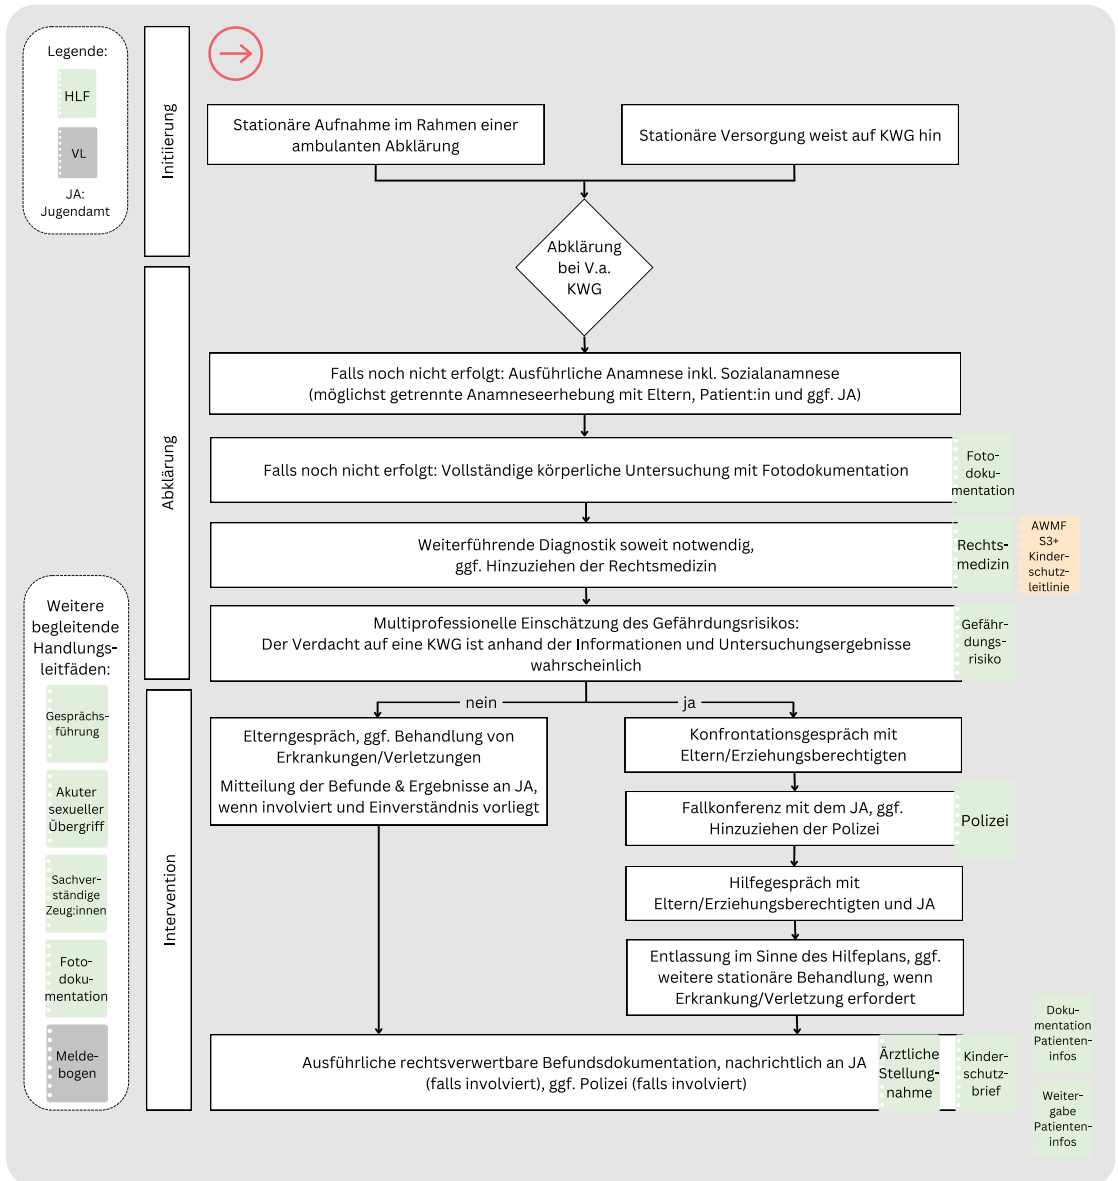 Legende:
HLF
VL
JA:
Jugendamt
Initiierung
Stationäre Aufnahme im Rahmen einer
ambulanten Abklärung
Stationäre Versorgung weist auf KWG hin
Abklärung
bei V.a.
KWG
Abklärung
Falls noch nicht erfolgt: Ausführliche Anamnese inkl. Sozialanamnese
(möglichst getrennte Anamneseerhebung mit Eltern, Patient:in und ggf. JA)
Falls noch nicht erfolgt: Vollständige körperliche Untersuchung mit Fotodokumentation
Foto-
doku-
mentation
Weiterführende Diagnostik soweit notwendig,
ggf. Hinzuziehen der Rechtsmedizin
Rechts-
medizin
AWMF
S3+
Kinder-
schutz-
leitlinie
Multiprofessionelle Einschätzung des Gefährdungsrisikos:
Der Verdacht auf eine KWG ist anhand der Informationen und Untersuchungsergebnisse
wahrscheinlich
Gefähr-
dungs-
risiko
Weitere
begleitende
Handlungs-
leitfäden:
Gesprächs-
führung
Akuter
sexueller
Übergriff
Sachver-
ständige
Zeug:innen
Foto-
doku-
mentation
Melde-
bogen
Intervention
nein
ja
Elterngespräch, ggf. Behandlung von
Erkrankungen/Verletzungen
Mitteilung der Befunde & Ergebnisse an JA,
wenn involviert und Einverständnis vorliegt
Konfrontationsgespräch mit
Eltern/Erziehungsberechtigten
Fallkonferenz mit dem JA, ggf.
Hinzuziehen der Polizei
Polizei
Hilfegespräch mit
Eltern/Erziehungsberechtigten und JA
Entlassung im Sinne des Hilfeplans, ggf.
weitere stationäre Behandlung, wenn
Erkrankung/Verletzung erfordert
Ausführliche rechtsverwertbare Befundsdokumentation, nachrichtlich an JA
(falls involviert), ggf. Polizei (falls involviert)
Ärztliche
Stellung-
nahme
Kinder-
schutz-
brief
Doku-
mentation
Patienten-
infos
Weiter-
gabe
Patienten-
infos